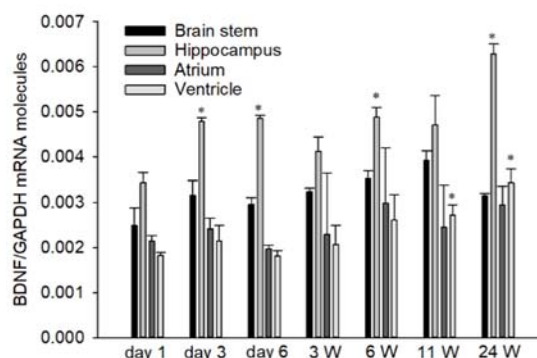 BDNF/GAPDH mRNA molecules
0.007
0.006
0.005
0.004
0.003
0.002
0.001
0.000
Brain stem
Hippocampus
Atrium
Ventricle
* * * * * *
day 1 day 3 day 6 3 W 6 W 11 W 24 W